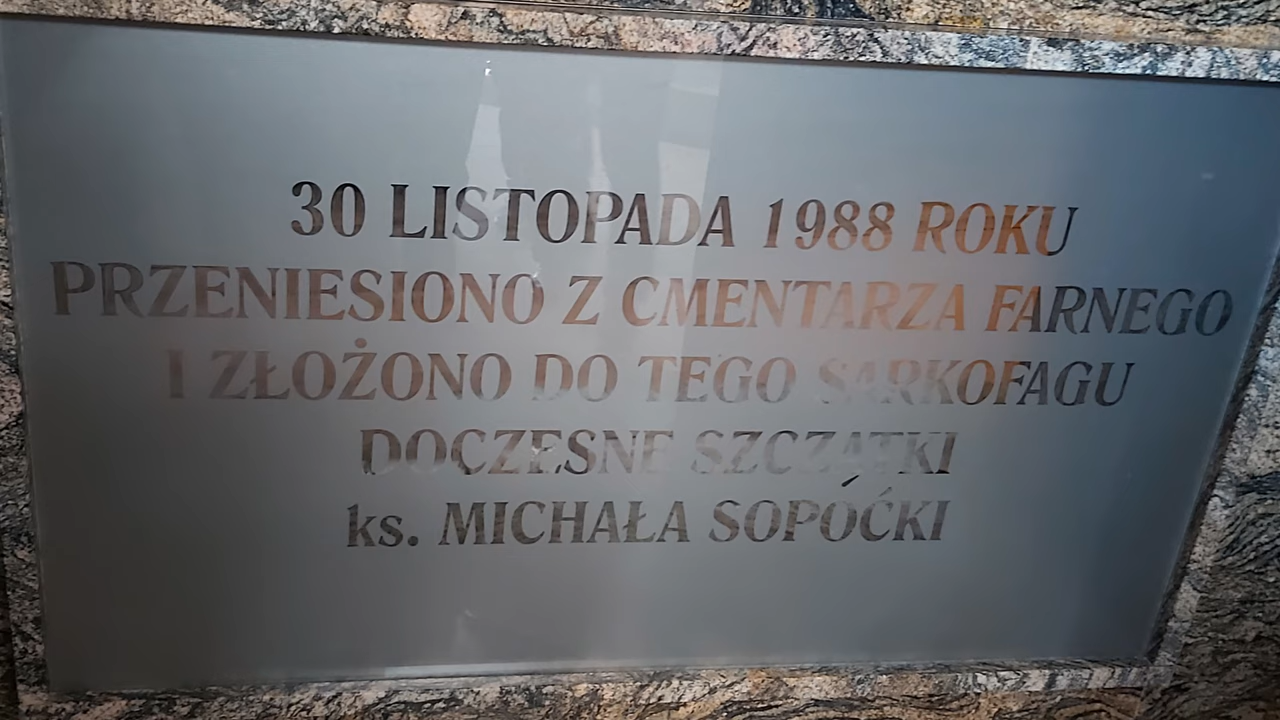 30 LISTOPADA 1988 ROKU
PRZENIESIONO Z CMENTARZA FARNEGO
I ZŁOŻONO DO TEGO SARKOFAGU
DOCZESNE SZCZĄTKI
ks. MICHAŁA SOPOĆKI